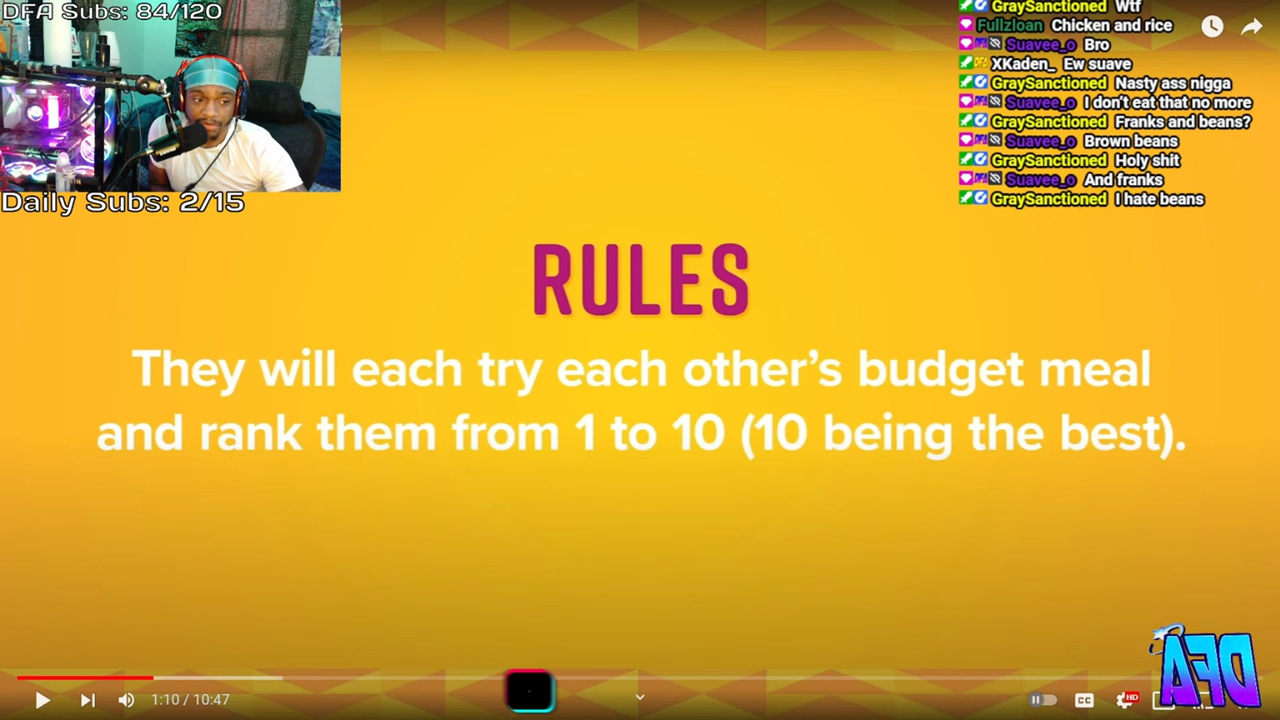 DFA Subs: 84/120
Daily Subs: 2/15
GraySanctioned Wtf
Fullzloan Chicken and rice
Suavee_o Bro
XKaden_ Ew suave
GraySanctioned Nasty ass nigga
Suavee_o I don't eat that no more
GraySanctioned Franks and beans?
Suavee_o Brown beans
GraySanctioned Holy shit
Suavee_o And franks
GraySanctioned I hate beans
RULES
They will each try each other's budget meal
and rank them from 1 to 10 (10 being the best).
1:10 / 10:47
CC
HD
DFA